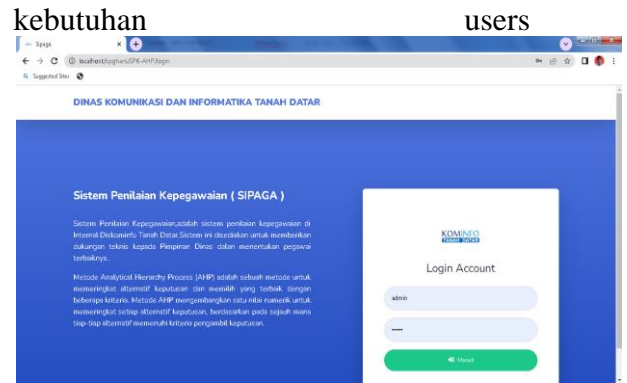 kebutuhan users
Sipaga
localhost/lipghani/SPK-AHP/login
Suggested Sites
DINAS KOMUNIKASI DAN INFORMATIKA TANAH DATAR
Sistem Penilaian Kepegawaian ( SIPAGA )
Sistem Penilaian Kepegawaian,adalah sistem penilaian kepegawaian di
Internal Diskominfo Tanah Datar.Sistem ini disediakan untuk memberikan
dukungan teknis kepada Pimpinan Dinas dalan menentukan pegawai
terbaiknya .
Metode Analytical Hierarchy Process (AHP) adalah sebuah metode untuk
memeringkat alternatif keputusan dan memilih yang terbaik dengan
beberapa kriteria. Metode AHP mengembangkan satu nilai numerik untuk
memeringkat setiap alternatif keputusan, berdasarkan pada sejauh mana
tiap-tiap alternatif memenuhi kriteria pengambil keputusan.
KOMINFO
TANAH DATAR
Login Account
admin
•••••
Masuk